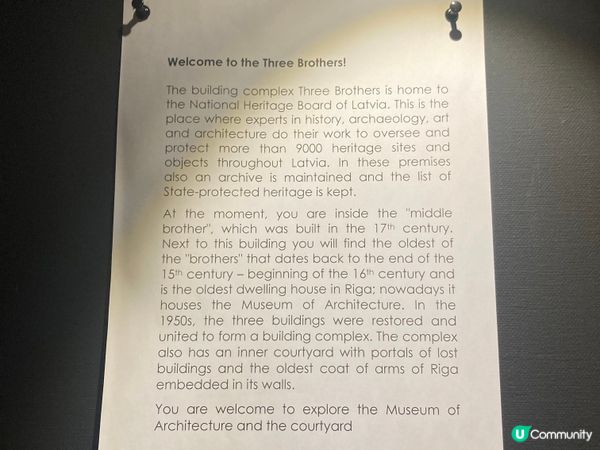 Welcome to the Three Brothers!
The building complex Three Brothers is home to
the National Heritage Board of Latvia. This is the
place where experts in history, archaeology, art
and architecture do their work to oversee and
protect more than 9000 heritage sites and
objects throughout Latvia. In these premises
also an archive is maintained and the list of
State-protected heritage is kept.
At the moment, you are inside the "middle
brother", which was built in the 17th century.
Next to this building you will find the oldest of
the "brothers" that dates back to the end of the
15th century – beginning of the 16th century and
is the oldest dwelling house in Riga; nowadays it
houses the Museum of Architecture. In the
1950s, the three buildings were restored and
united to form a building complex. The complex
also has an inner courtyard with portals of lost
buildings and the oldest coat of arms of Riga
embedded in its walls.
You are welcome to explore the Museum of
Architecture and the courtyard
U Community